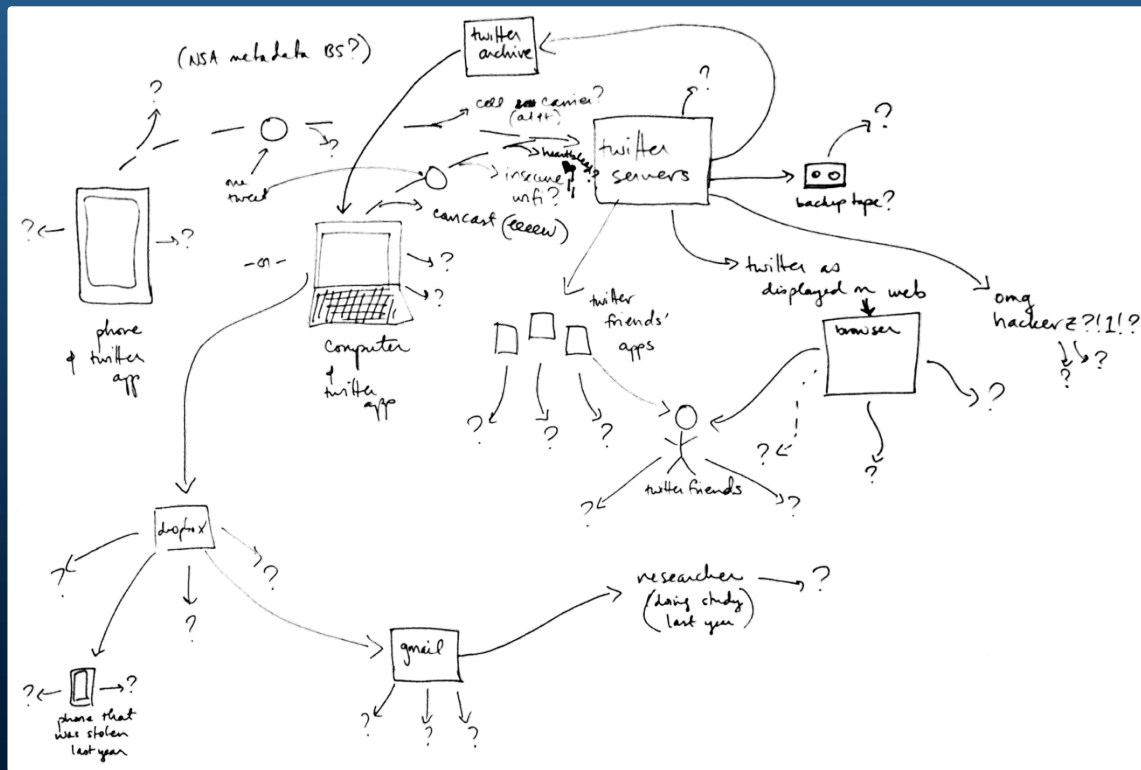 (NSA metadata BS?)
twitter
archive
?
cell carrier?
(at&t)
?
?
one
tweet
heartbleed?
insecure
wifi?
comcast (eeeew)
twitter
servers
?
?
backup tape?
?
?
-or-
?
?
phone
& twitter
app
computer
&
twitter
app
twitter
friends'
apps
twitter as
displayed on web
browser
omg
hackerz?!1!?
?
?
?
?
?
?
?
?
twitter friends
?
?
dropbox
?
?
?
researcher
(doing study
last year)
?
gmail
?
?
?
?
?
phone that
was stolen
last year